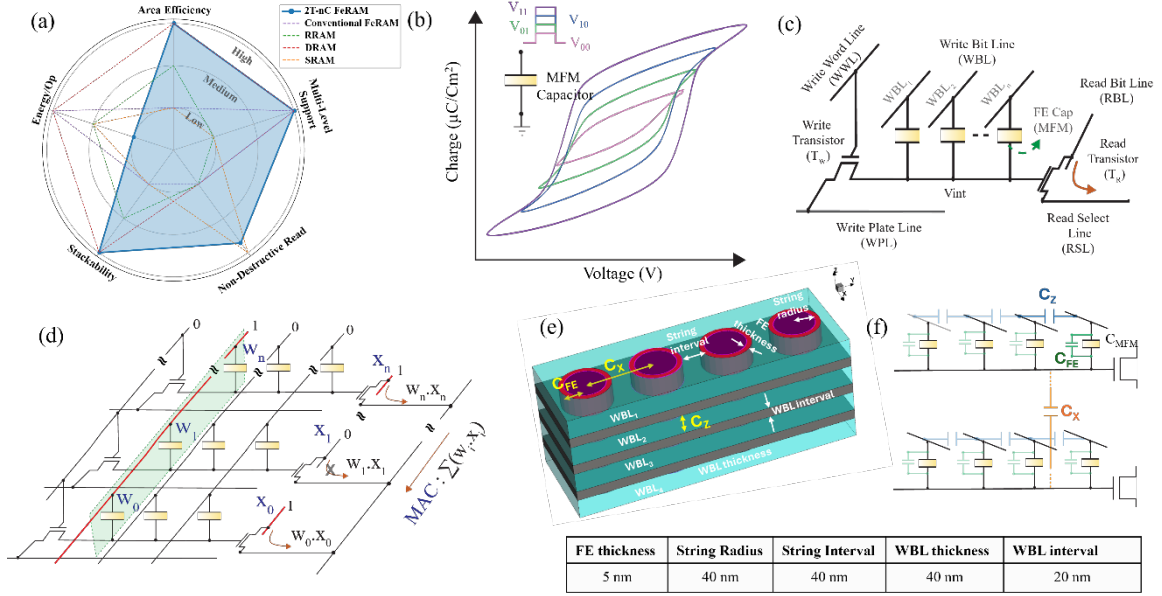 (a)
Area Efficiency
2T-nC FeRAM
Conventional FeRAM
RRAM
DRAM
SRAM
High
Medium
Low
Multi-Level
Support
Energy/Op
Stackability
Non-Destructive Read
(b)
V11
V10
V01
V00
MFM
Capacitor
Charge (µC/Cm²)
Voltage (V)
(c)
Write Word Line
(WWL)
Write Bit Line
(WBL)
Read Bit Line
(RBL)
WBL1
WBL2
WBLn
FE Cap
(MFM)
Write
Transistor
(TW)
Read
Transistor
(TR)
Vint
Write Plate Line
(WPL)
Read Select
Line
(RSL)
(d)
0
1
0
0
Wn
Xn
1
Wn.Xn
W1
X1
0
X
W1.X1
W0
X0
1
W0.X0
MAC : Σ(wi.xi)
(e)
String
radius
FE
thickness
String
interval
CX
CFE
WBL1
WBL2
WBL3
CZ
WBL interval
WBL thickness
X
Y
(f)
CZ
CMFM
CFE
CX
FE thickness String Radius String Interval WBL thickness WBL interval
5 nm 40 nm 40 nm 40 nm 20 nm